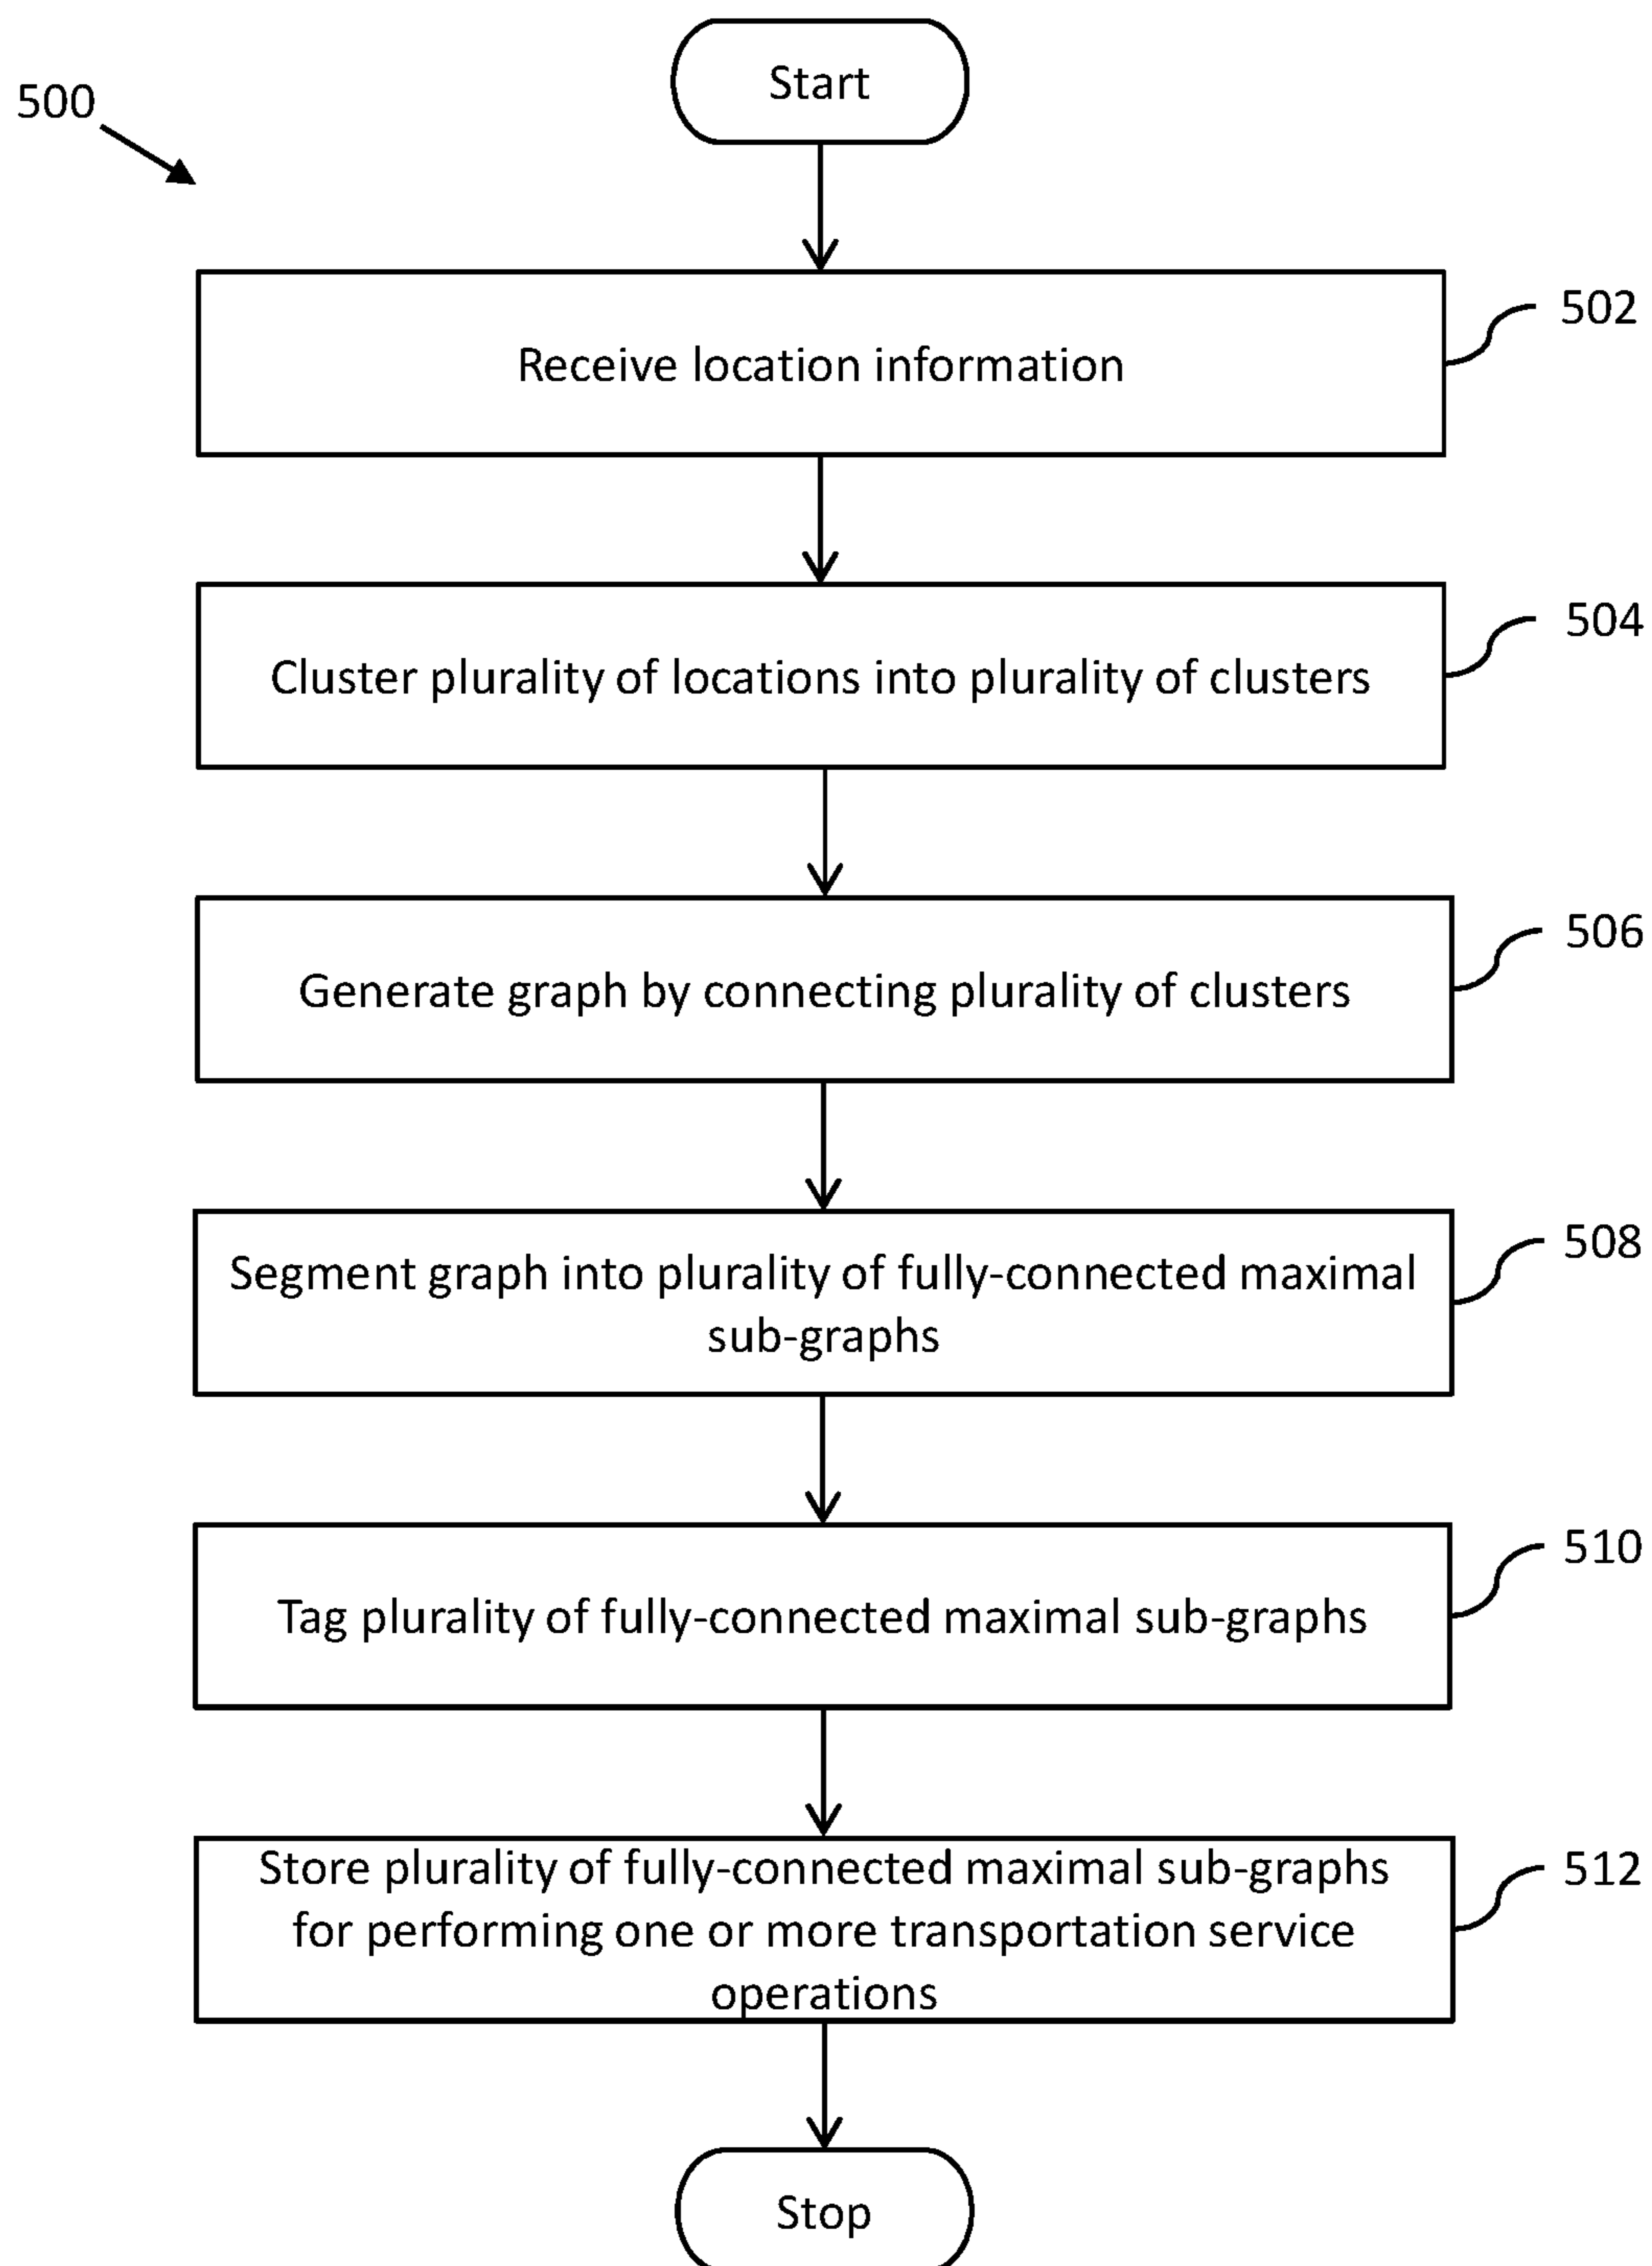 Start
500
Receive location information
502
Cluster plurality of locations into plurality of clusters
504
Generate graph by connecting plurality of clusters
506
Segment graph into plurality of fully-connected maximal
sub-graphs
508
Tag plurality of fully-connected maximal sub-graphs
510
Store plurality of fully-connected maximal sub-graphs
for performing one or more transportation service
operations
512
Stop